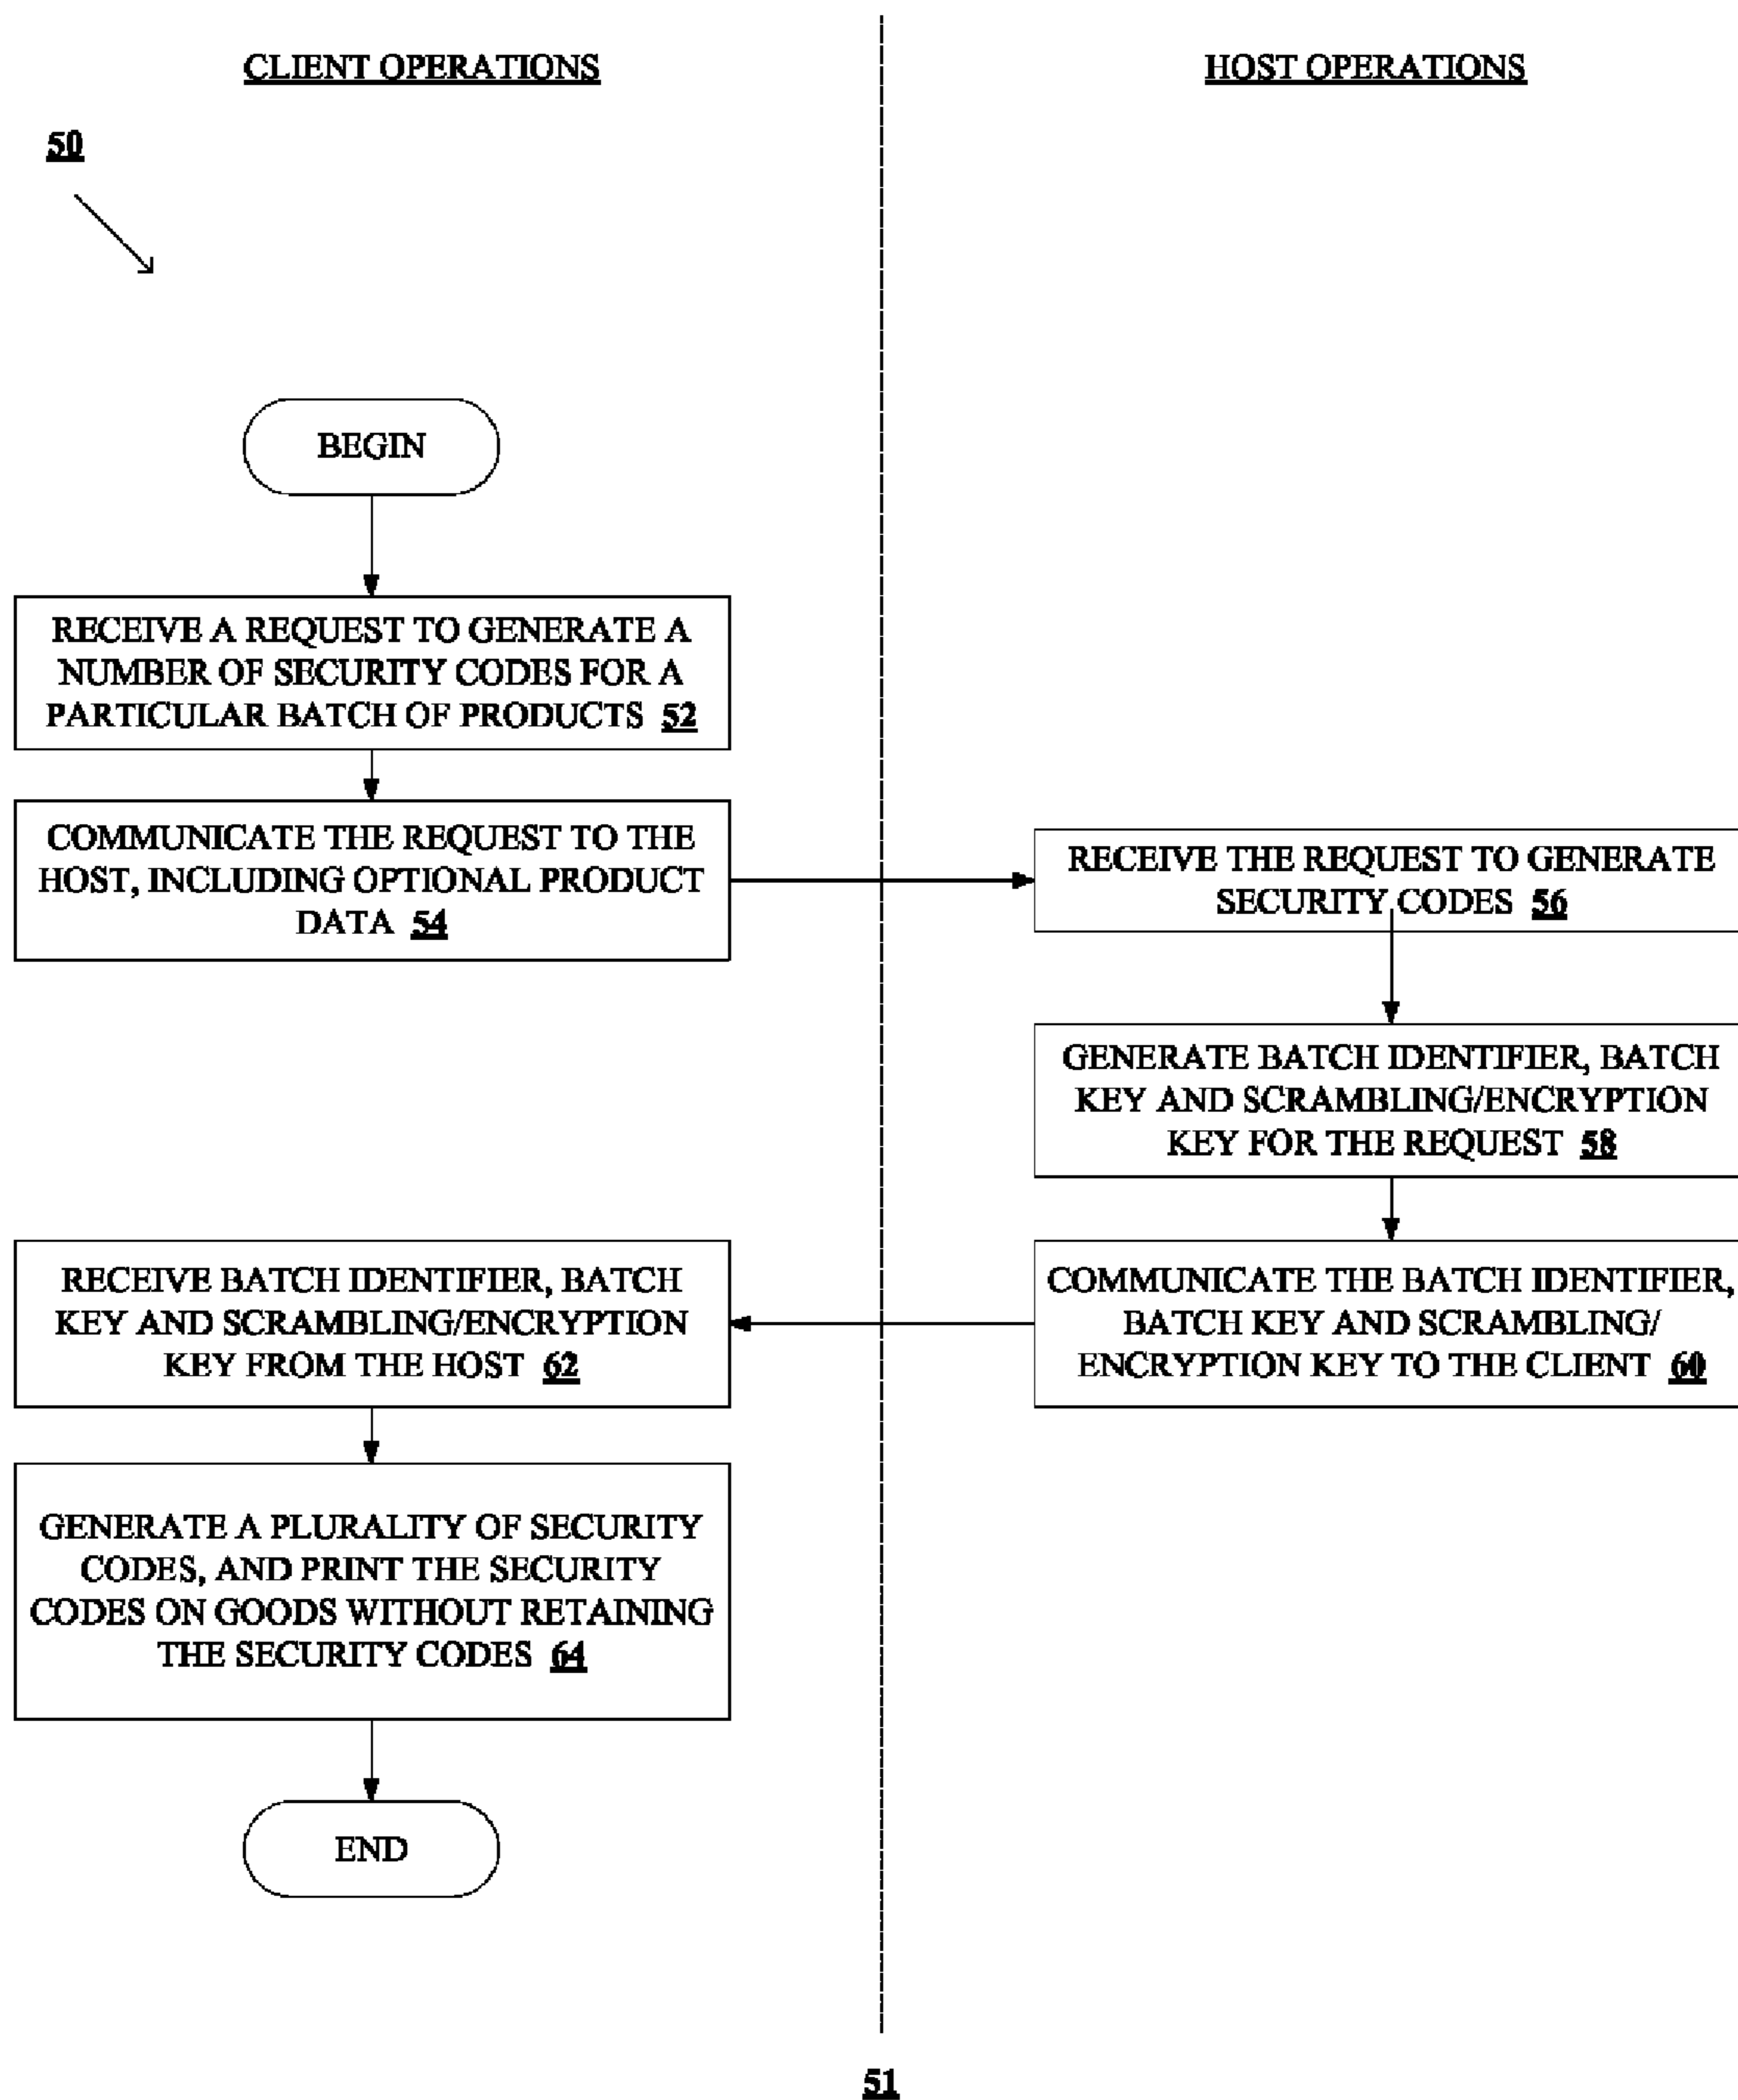 CLIENT OPERATIONS
HOST OPERATIONS
50
BEGIN
RECEIVE A REQUEST TO GENERATE A
NUMBER OF SECURITY CODES FOR A
PARTICULAR BATCH OF PRODUCTS 52
COMMUNICATE THE REQUEST TO THE
HOST, INCLUDING OPTIONAL PRODUCT
DATA 54
RECEIVE THE REQUEST TO GENERATE
SECURITY CODES 56
GENERATE BATCH IDENTIFIER, BATCH
KEY AND SCRAMBLING/ENCRYPTION
KEY FOR THE REQUEST 58
COMMUNICATE THE BATCH IDENTIFIER,
BATCH KEY AND SCRAMBLING/
ENCRYPTION KEY TO THE CLIENT 60
RECEIVE BATCH IDENTIFIER, BATCH
KEY AND SCRAMBLING/ENCRYPTION
KEY FROM THE HOST 62
GENERATE A PLURALITY OF SECURITY
CODES, AND PRINT THE SECURITY
CODES ON GOODS WITHOUT RETAINING
THE SECURITY CODES 64
END
51